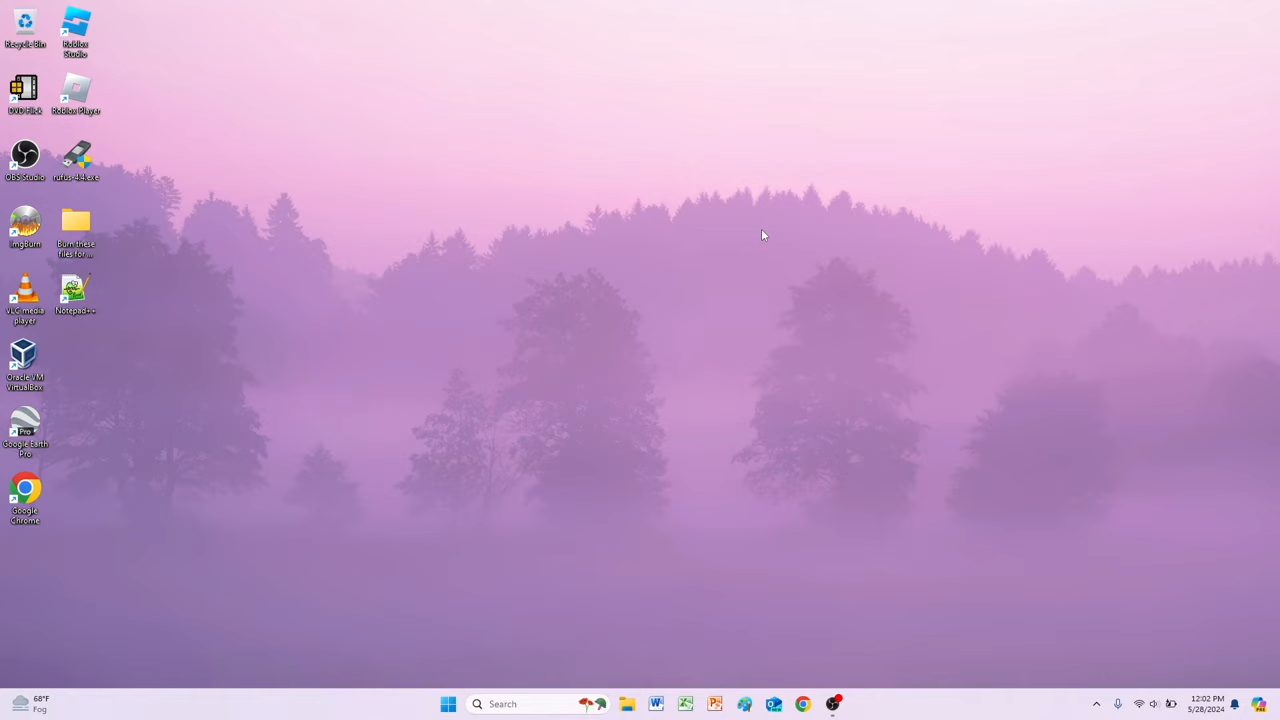 Recycle Bin
Roblox
Studio
DVD Flick
Roblox Player
OBS Studio
rufus-4.4.exe
ImgBurn
Burn these
files for ...
VLC media
player
Notepad++
Oracle VM
VirtualBox
Pro
Google Earth
Pro
Google
Chrome
68°F
Fog
Search
12:02 PM
5/28/2024